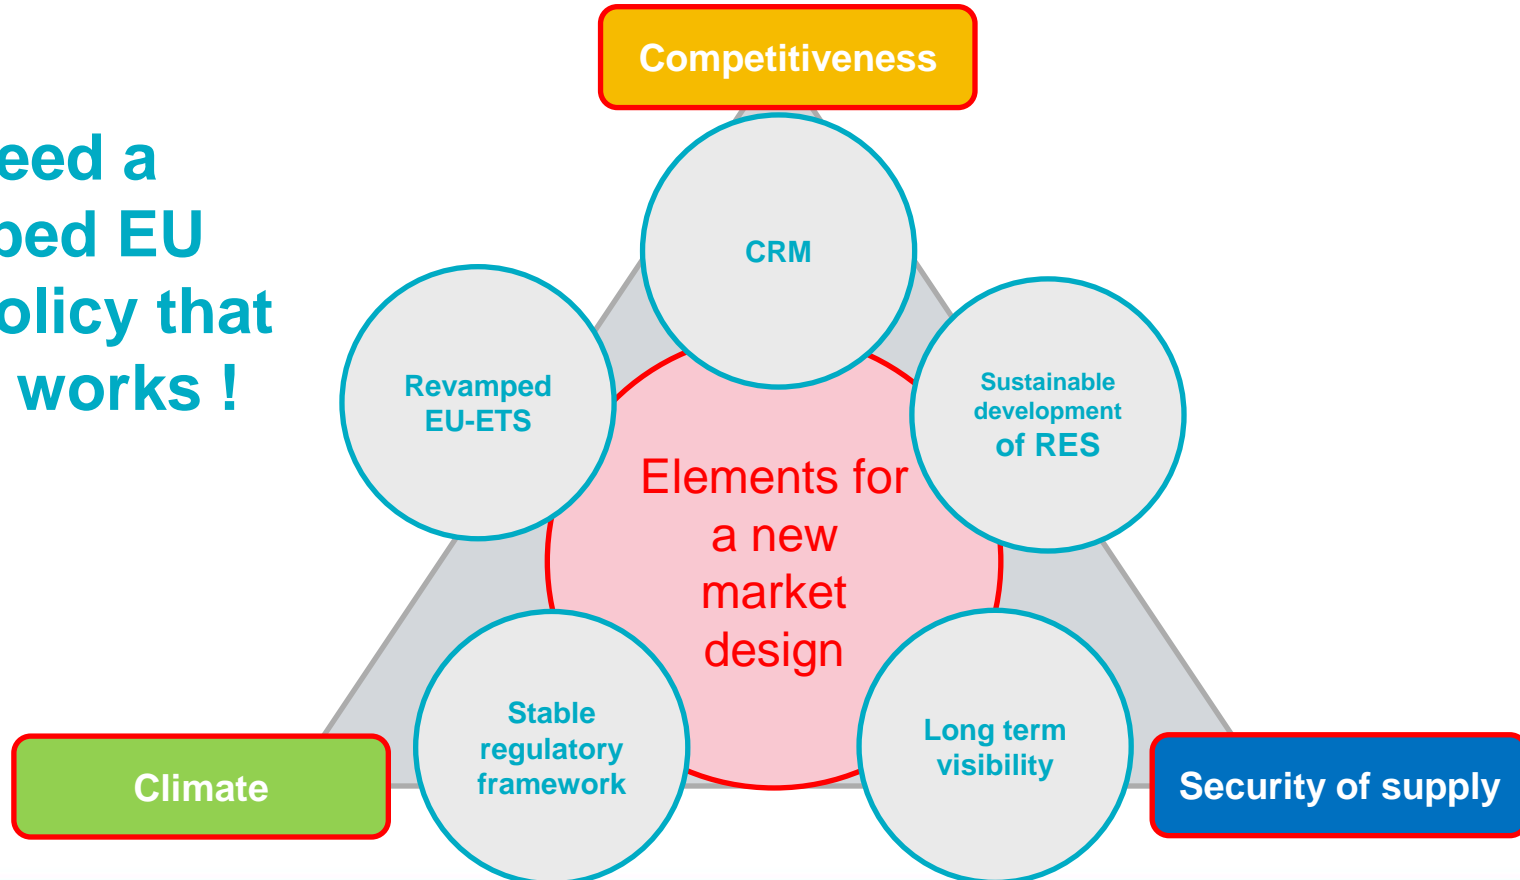 Competitiveness
eed a
ped EU
olicy that
works !
CRM
Revamped
EU-ETS
Sustainable
development
of RES
Elements for
a new
market
design
Stable
regulatory
framework
Long term
visibility
Climate
Security of supply